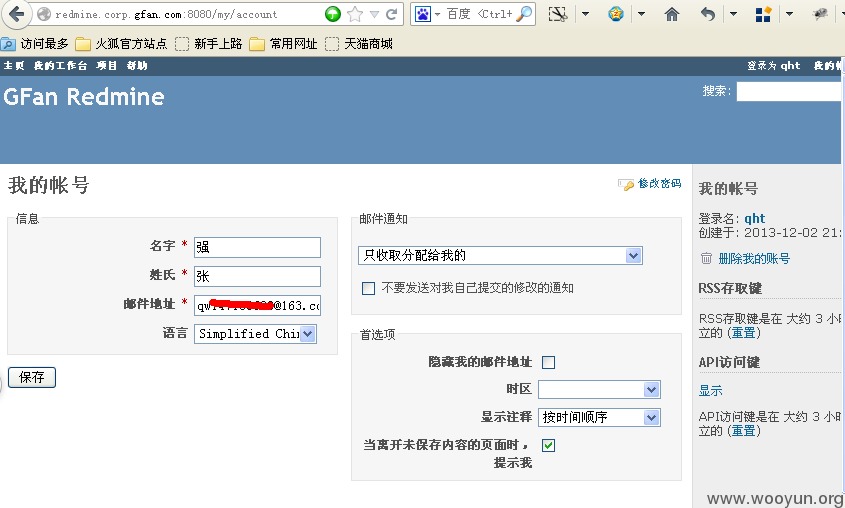 redmine.corp.gfan.com:8080/my/account
百度 <Ctrl+
访问最多 火狐官方站点 新手上路 常用网址 天猫商城
主页 我的工作台 项目 帮助 登录为 qht 我的帐
GFan Redmine
搜索:
我的帐号
修改密码
信息
名字 * 强
姓氏 * 张
邮件地址 * @163.co
语言 Simplified Chin
保存
邮件通知
只收取分配给我的
不要发送对我自己提交的修改的通知
首选项
隐藏我的邮件地址
时区
显示注释 按时间顺序
当离开未保存内容的页面时,
提示我
我的帐号
登录名: qht
创建于: 2013-12-02 21:
删除我的账号
RSS存取键
RSS存取键是在 大约 3 小时
立的 (重置)
API访问键
显示
API访问键是在 大约 3 小时
立的 (重置)
www.wooyun.org